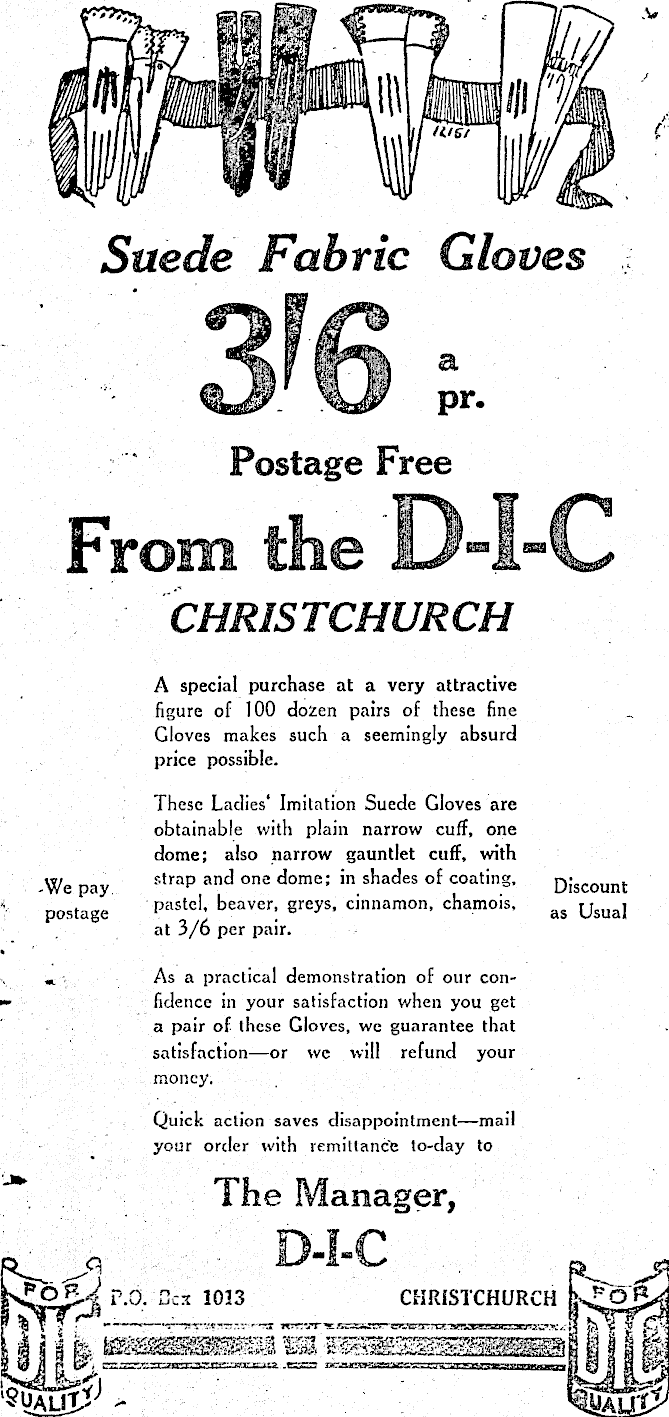 12161
Suede Fabric Gloves
3'6 a
pr.
Postage Free
From the D-I-C
CHRISTCHURCH
A special purchase at a very attractive
figure of 100 dozen pairs of these fine
Gloves makes such a seemingly absurd
price possible.
These Ladies' Imitation Suede Gloves are
obtainable with plain narrow cuff, one
dome; also narrow gauntlet cuff, with
strap and one dome; in shades of coating,
pastel, beaver, greys, cinnamon, chamois,
at 3/6 per pair.
We pay
postage
Discount
as Usual
As a practical demonstration of our con-
fidence in your satisfaction when you get
a pair of these Gloves, we guarantee that
satisfaction—or we will refund your
money.
Quick action saves disappointment—mail
your order with remittance to-day to
The Manager,
D-I-C
P.O. Box 1013 CHRISTCHURCH
FOR
DIC
QUALITY
FOR
DIC
QUALITY